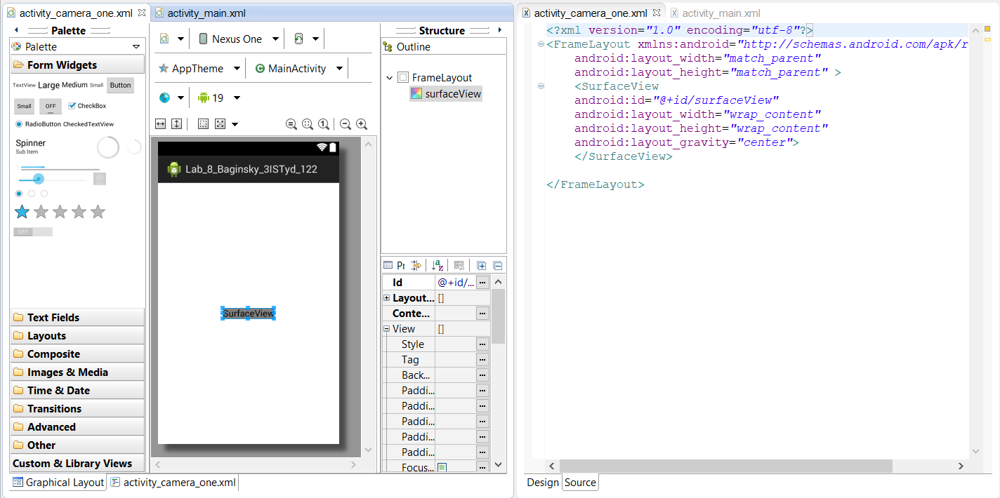 activity_camera_one.xml
activity_main.xml
Palette
Palette
Form Widgets
TextView Large Medium Small Button
Small OFF CheckBox
RadioButton CheckedTextView
Spinner
Sub Item
OFF
Text Fields
Layouts
Composite
Images & Media
Time & Date
Transitions
Advanced
Other
Custom & Library Views
Graphical Layout
activity_camera_one.xml
Nexus One
AppTheme
MainActivity
19
Lab_8_Baginsky_3ISTyd_122
SurfaceView
Structure
Outline
FrameLayout
surfaceView
Pr
Id @+id/... ...
Layout... []
Conte... ...
View []
Style ...
Tag ...
Back... ...
Paddi... ...
Paddi... ...
Paddi... ...
Paddi... ...
Paddi... ...
Focus... ...
activity_camera_one.xml
activity_main.xml
<?xml version="1.0" encoding="utf-8"?>
<FrameLayout xmlns:android="http://schemas.android.com/apk/r
android:layout_width="match_parent"
android:layout_height="match_parent" >
<SurfaceView
android:id="@+id/surfaceView"
android:layout_width="wrap_content"
android:layout_height="wrap_content"
android:layout_gravity="center">
</SurfaceView>
</FrameLayout>
Design
Source